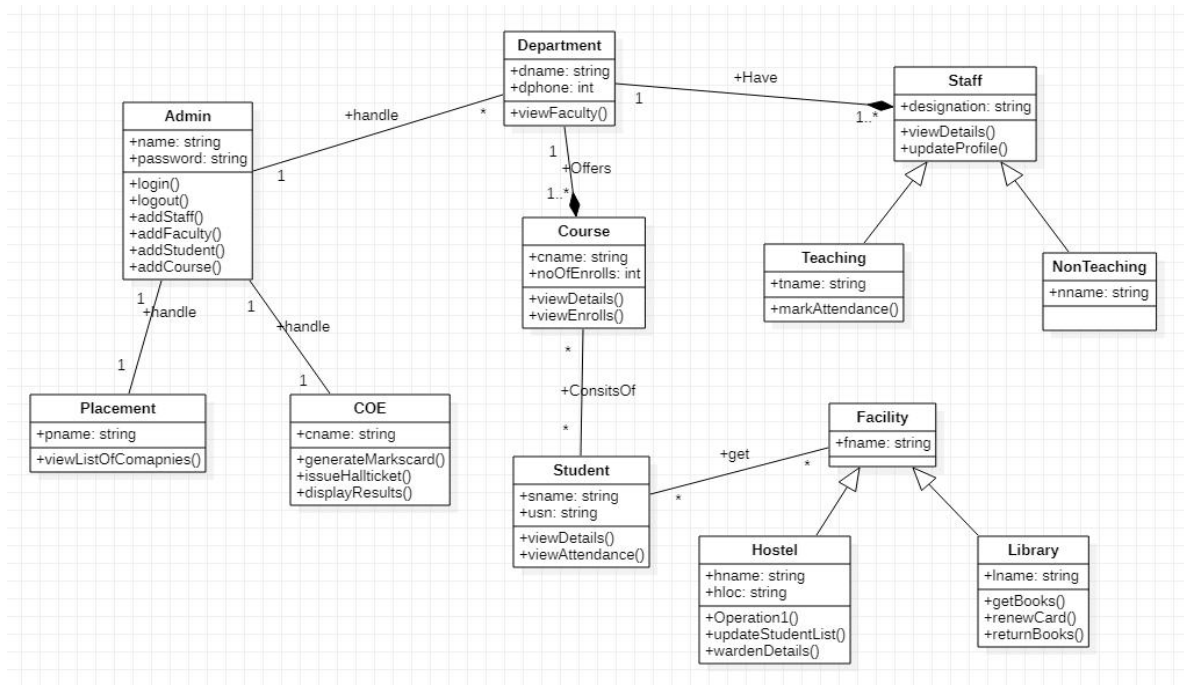 Department
+dname: string
+dphone: int
+viewFaculty()
+Have
1
1..*
Staff
+designation: string
+viewDetails()
+updateProfile()
Admin
+name: string
+password: string
+login()
+logout()
+addStaff()
+addFaculty()
+addStudent()
+addCourse()
+handle
*
1
1
+Offers
1..*
Course
+cname: string
+noOfEnrolls: int
+viewDetails()
+viewEnrolls()
Teaching
+tname: string
+markAttendance()
NonTeaching
+nname: string
1
+handle
1
1
+handle
1
Placement
+pname: string
+viewListOfComapnies()
COE
+cname: string
+generateMarkscard()
+issueHallticket()
+displayResults()
*
+ConsitsOf
*
Student
+sname: string
+usn: string
+viewDetails()
+viewAttendance()
+get
*
*
Facility
+fname: string
Hostel
+hname: string
+hloc: string
+Operation1()
+updateStudentList()
+wardenDetails()
Library
+lname: string
+getBooks()
+renewCard()
+returnBooks()